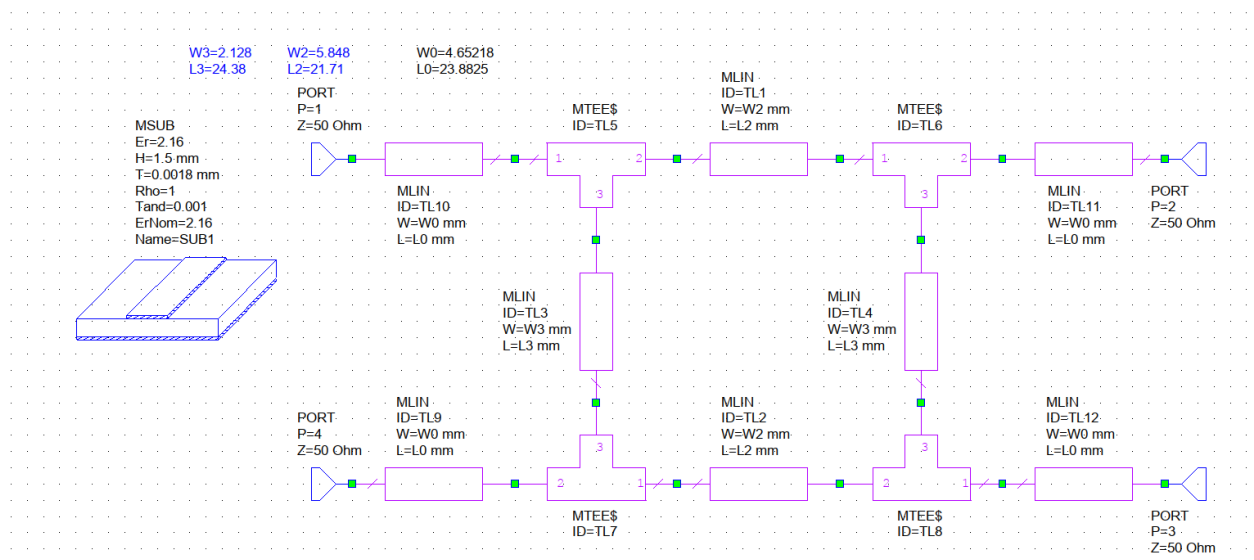 W3=2.128
L3=24.38
W2=5.848
L2=21.71
W0=4.65218
L0=23.8825
MSUB
Er=2.16
H=1.5 mm
T=0.0018 mm
Rho=1
Tand=0.001
ErNom=2.16
Name=SUB1
PORT
P=1
Z=50 Ohm
MLIN
ID=TL10
W=W0 mm
L=L0 mm
MTEE$
ID=TL5
1
2
3
MLIN
ID=TL1
W=W2 mm
L=L2 mm
MTEE$
ID=TL6
1
2
3
MLIN
ID=TL11
W=W0 mm
L=L0 mm
PORT
P=2
Z=50 Ohm
MLIN
ID=TL3
W=W3 mm
L=L3 mm
MLIN
ID=TL4
W=W3 mm
L=L3 mm
PORT
P=4
Z=50 Ohm
MLIN
ID=TL9
W=W0 mm
L=L0 mm
3
2
1
MTEE$
ID=TL7
MLIN
ID=TL2
W=W2 mm
L=L2 mm
3
2
1
MTEE$
ID=TL8
MLIN
ID=TL12
W=W0 mm
L=L0 mm
PORT
P=3
Z=50 Ohm